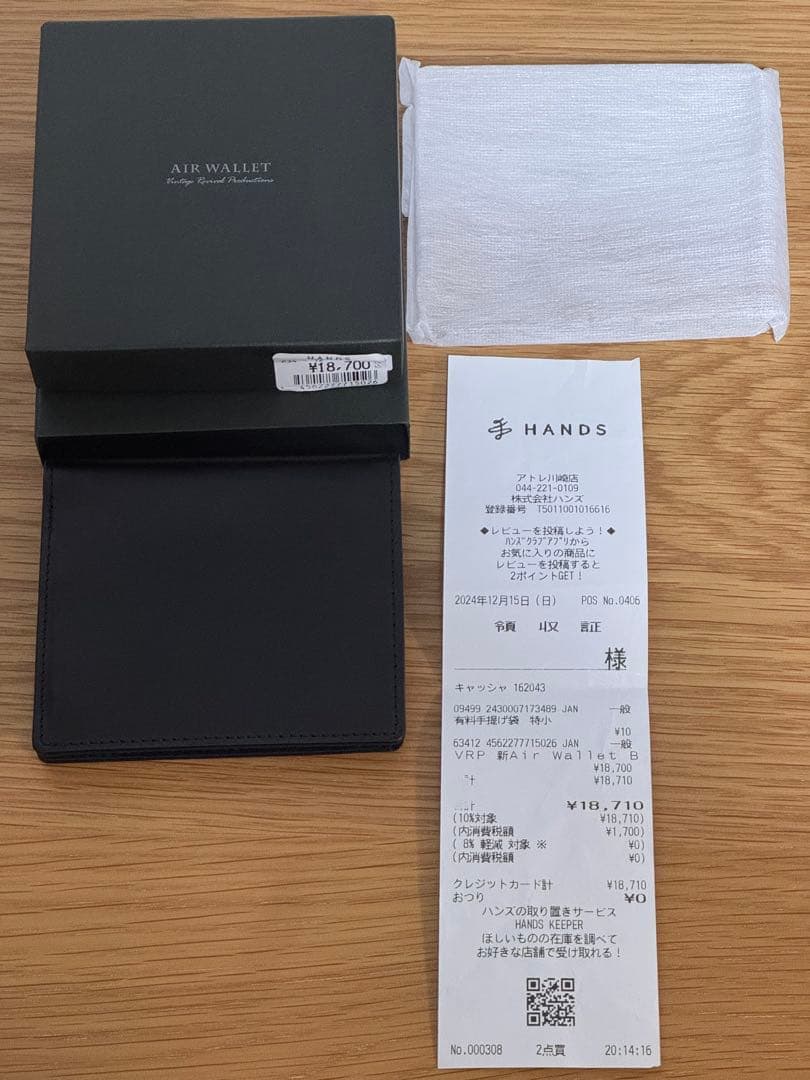 AIR WALLET
Vintage Revival Productions
HANDS
¥18,700
4562277715026
HANDS
アトレ川崎店
044-221-0109
株式会社ハンズ
登録番号 T5011001016616
◆レビューを投稿しよう!◆
ハンズクラブアプリから
お気に入りの商品に
レビューを投稿すると
2ポイントGET!
2024年12月15日(日) POS No.0406
領 収 証
様
キャッシャ 162043
09499 2430007173489 JAN 一般
有料手提げ袋 特小
¥10
63412 4562277715026 JAN 一般
VRP 新Air Wallet B
¥18,700
¥18,710
¥18,710
(10%対象 ¥18,710)
(内消費税額 ¥1,700)
( 8% 軽減 対象 ※ ¥0)
(内消費税額 ¥0)
クレジットカード計 ¥18,710
おつり ¥0
ハンズの取り置きサービス
HANDS KEEPER
ほしいものの在庫を調べて
お好きな店舗で受け取れる!
No.000308 2点買 20:14:16